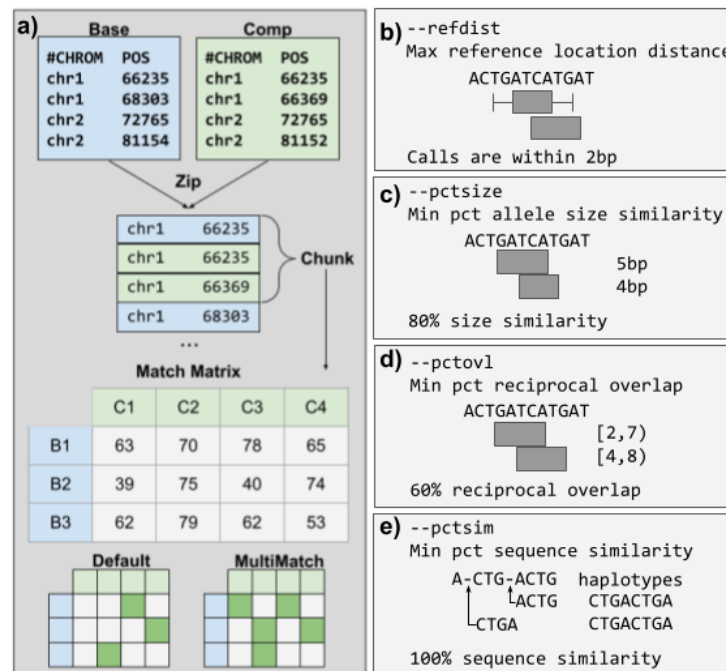 a)
Base
Comp
#CHROM POS
chr1 66235
chr1 68303
chr2 72765
chr2 81154
#CHROM POS
chr1 66235
chr1 66369
chr2 72765
chr2 81152
Zip
chr1 66235
chr1 66235
chr1 66369
chr1 68303
Chunk
...
Match Matrix
C1 C2 C3 C4
B1 63 70 78 65
B2 39 75 40 74
B3 62 79 62 53
Default
MultiMatch
b) --refdist
Max reference location distance
ACTGATCATGAT
Calls are within 2bp
c) --pctsize
Min pct allele size similarity
ACTGATCATGAT
5bp
4bp
80% size similarity
d) --pctovl
Min pct reciprocal overlap
ACTGATCATGAT
[2,7)
[4,8)
60% reciprocal overlap
e) --pctsim
Min pct sequence similarity
A-CTG-ACTG haplotypes
ACTG CTGACTGA
CTGA CTGACTGA
100% sequence similarity